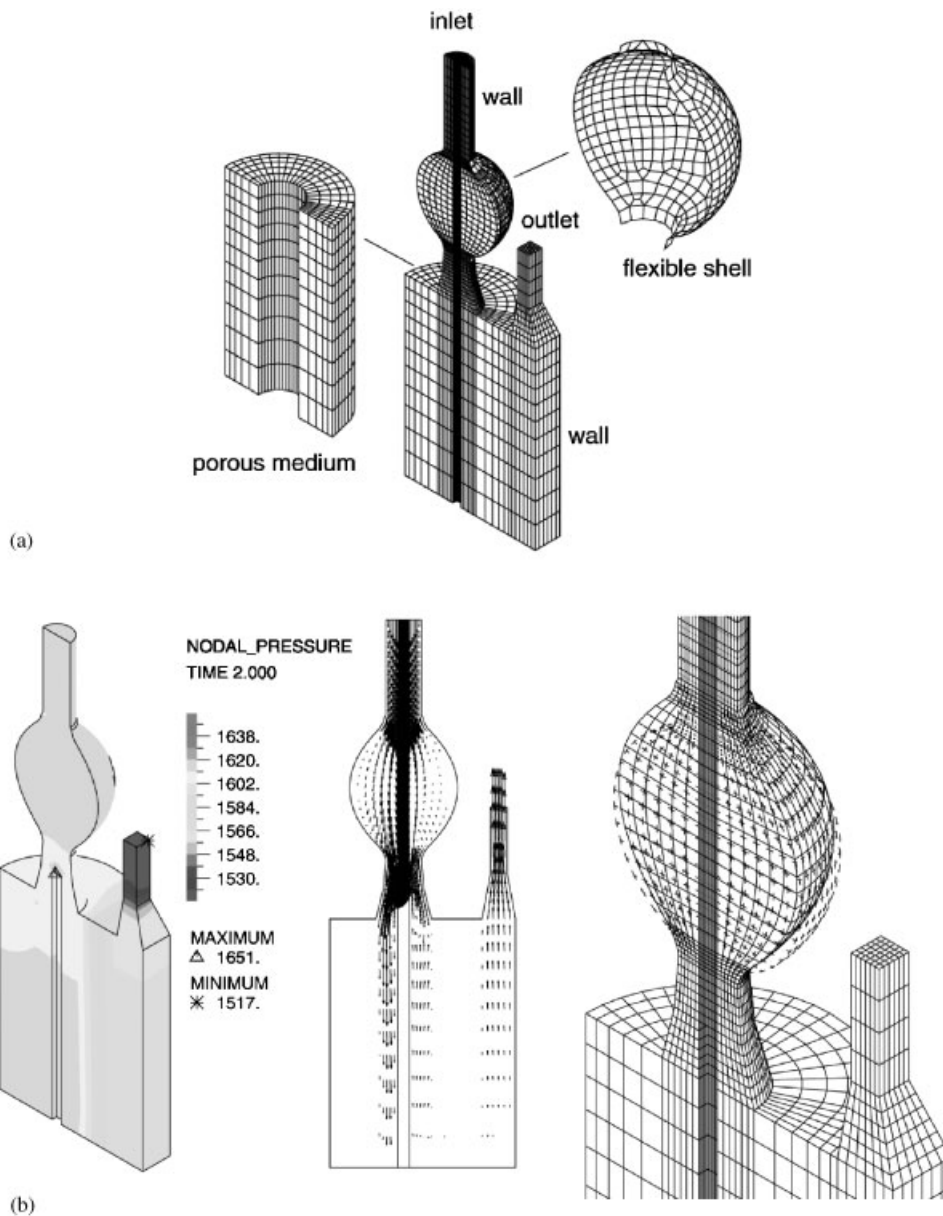 inlet
wall
outlet
flexible shell
wall
porous medium
(a)
NODAL_PRESSURE
TIME 2.000
1638.
1620.
1602.
1584.
1566.
1548.
1530.
MAXIMUM
△ 1651.
MINIMUM
✳ 1517.
(b)